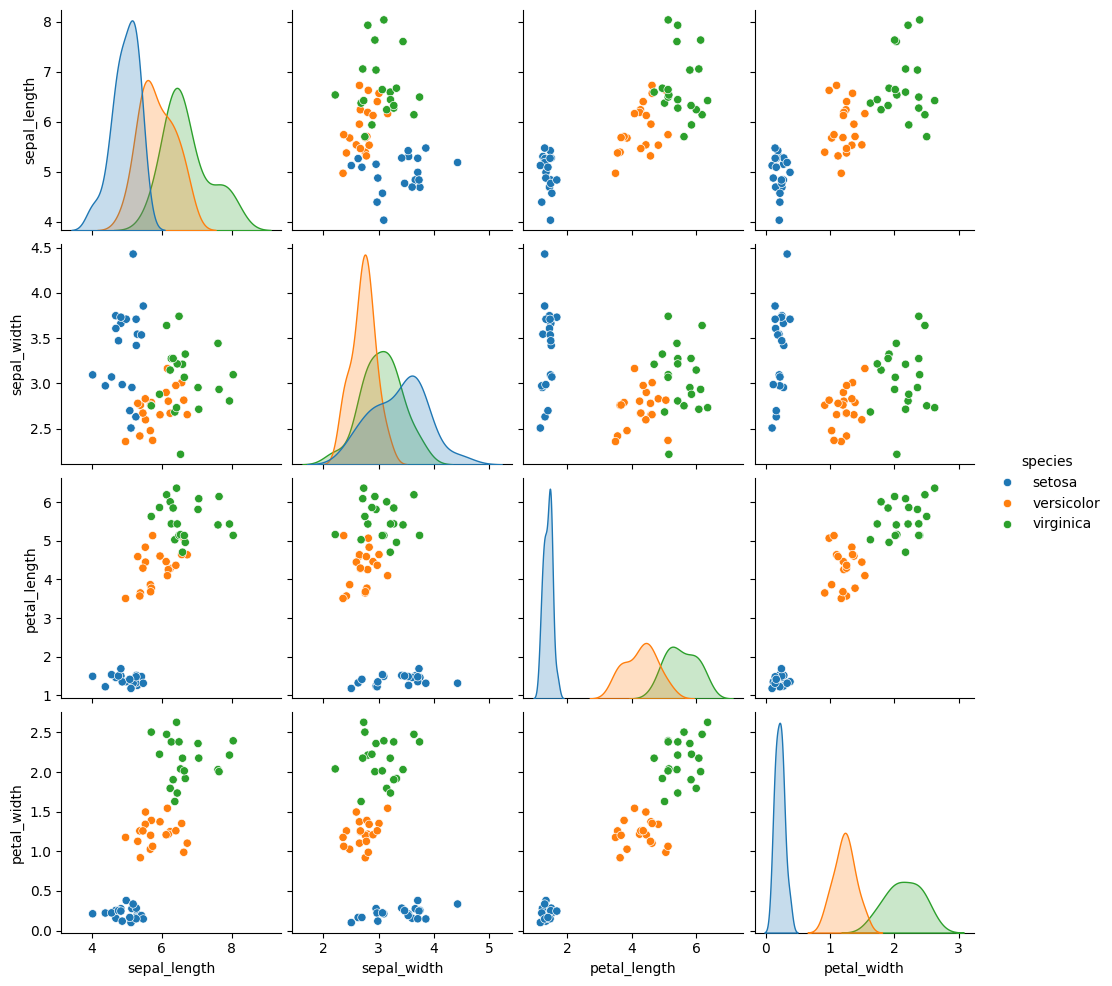 sepal_length
8
7
6
5
4
sepal_width
4.5
4.0
3.5
3.0
2.5
petal_length
6
5
4
3
2
1
petal_width
2.5
2.0
1.5
1.0
0.5
0.0
4 6 8 2 3 4 5 2 4 6 0 1 2 3
sepal_length sepal_width petal_length petal_width
species
setosa
versicolor
virginica